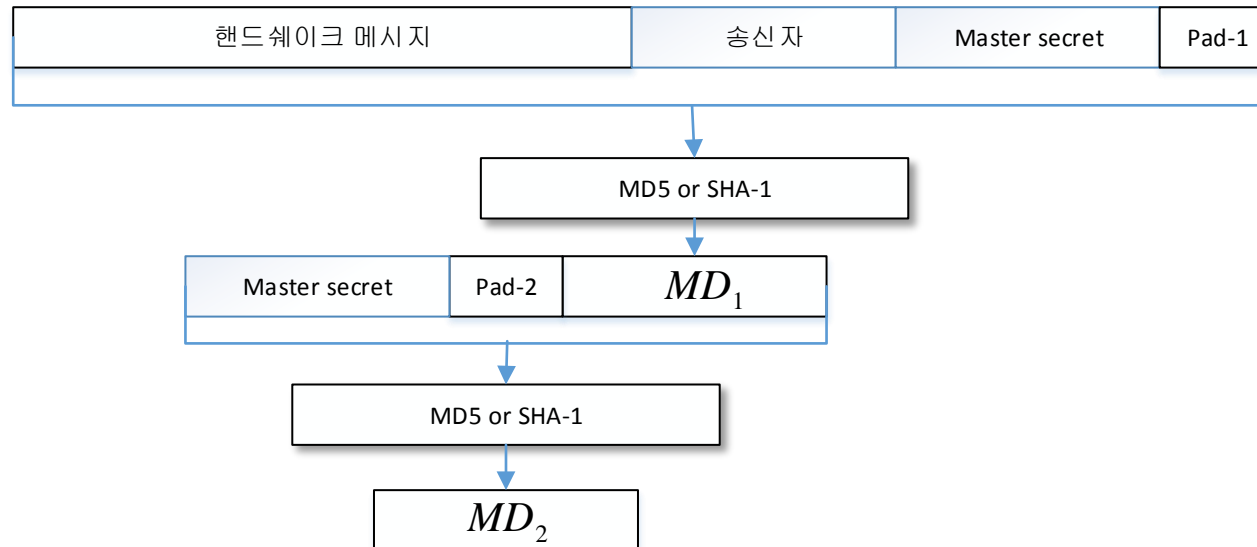 핸드쉐이크 메시지 송신자 Master secret Pad-1
MD5 or SHA-1
Master secret Pad-2 MD₁
MD5 or SHA-1
MD₂